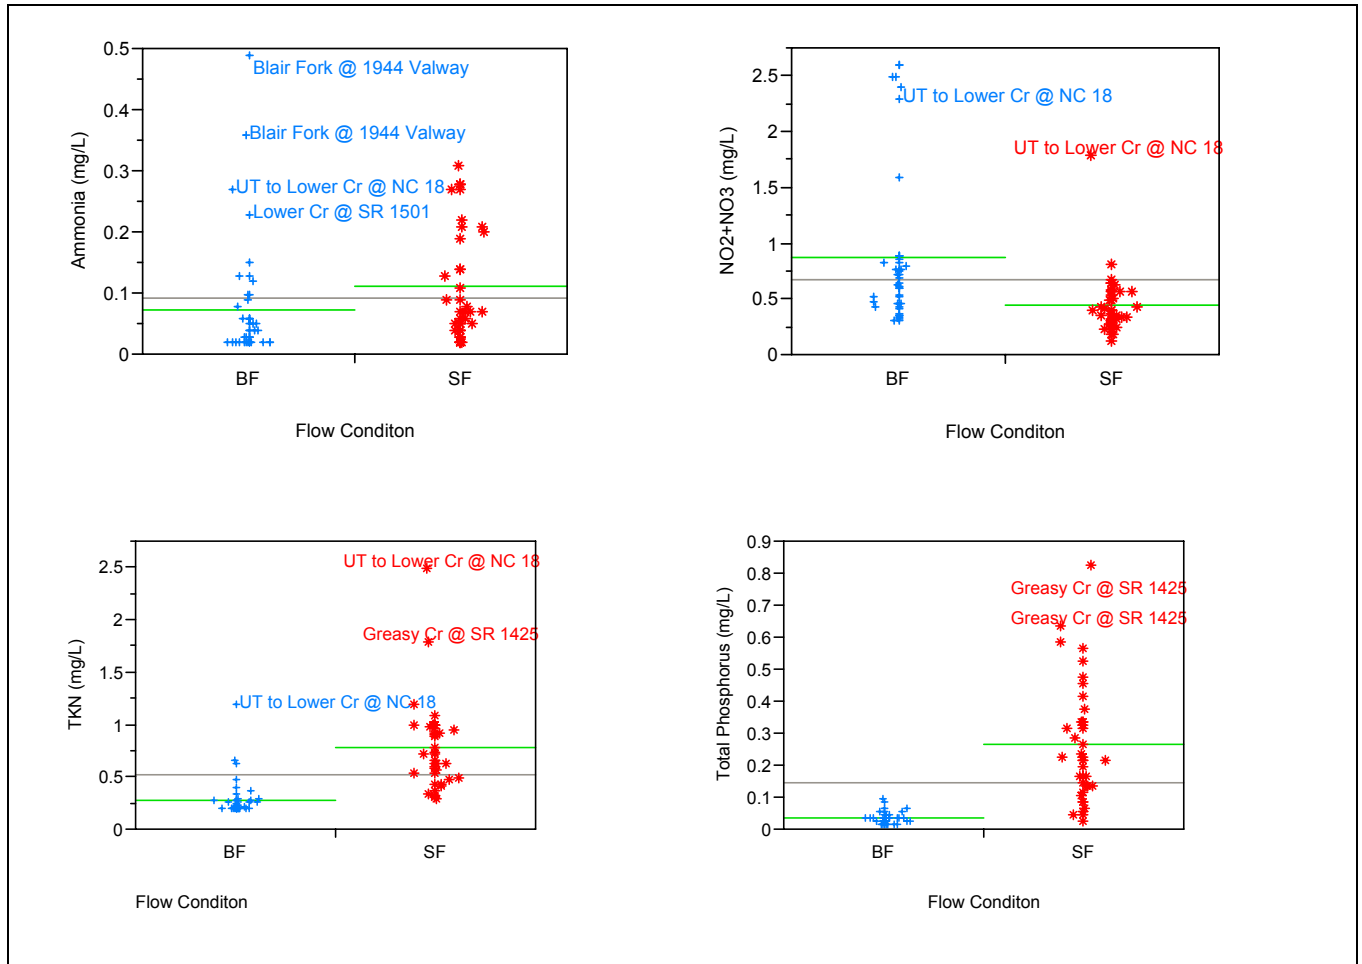 0.5
Blair Fork @ 1944 Valway
0.4
Blair Fork @ 1944 Valway
0.3
UT to Lower Cr @ NC 18
Lower Cr @ SR 1501
0.2
0.1
0
Ammonia (mg/L)
BF
SF
Flow Conditon
2.5
UT to Lower Cr @ NC 18
2
UT to Lower Cr @ NC 18
1.5
1
0.5
0
NO2+NO3 (mg/L)
BF
SF
Flow Conditon
UT to Lower Cr @ NC 18
2.5
2
Greasy Cr @ SR 1425
1.5
UT to Lower Cr @ NC 18
1
0.5
0
TKN (mg/L)
BF
SF
Flow Conditon
0.9
0.8
Greasy Cr @ SR 1425
0.7
Greasy Cr @ SR 1425
0.6
0.5
0.4
0.3
0.2
0.1
0
Total Phosphorus (mg/L)
BF
SF
Flow Conditon